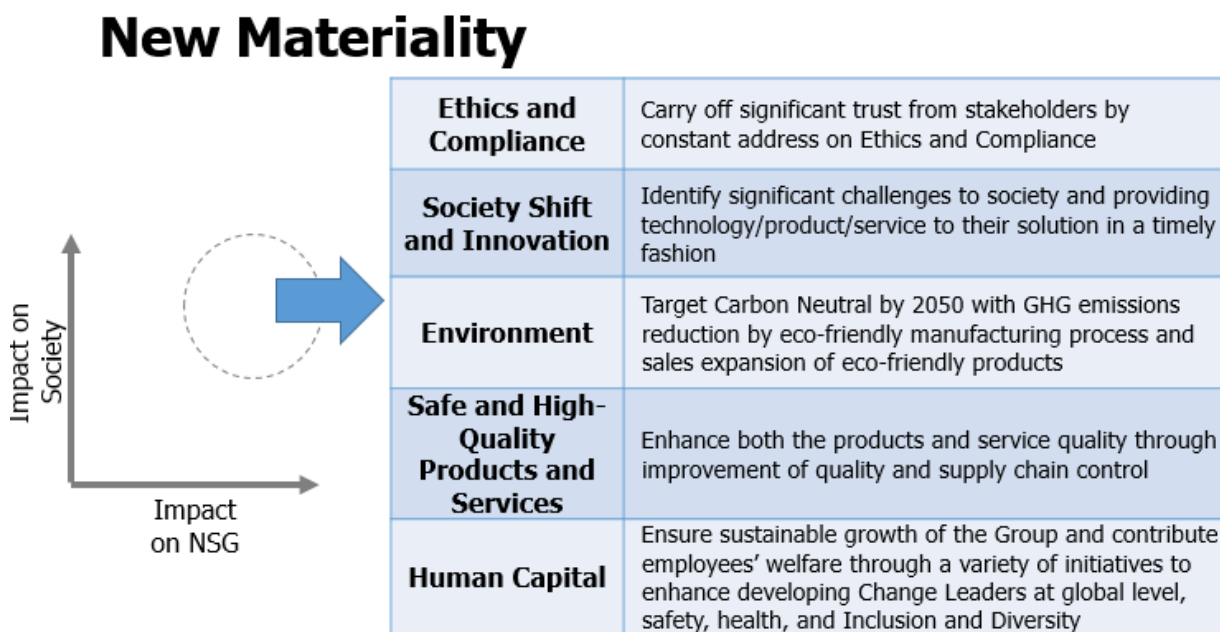 New Materiality
Impact on
Society
Impact
on NSG
Ethics and
Compliance
Carry off significant trust from stakeholders by
constant address on Ethics and Compliance
Society Shift
and Innovation
Identify significant challenges to society and providing
technology/product/service to their solution in a timely
fashion
Environment
Target Carbon Neutral by 2050 with GHG emissions
reduction by eco-friendly manufacturing process and
sales expansion of eco-friendly products
Safe and High-
Quality
Products and
Services
Enhance both the products and service quality through
improvement of quality and supply chain control
Human Capital
Ensure sustainable growth of the Group and contribute
employees’ welfare through a variety of initiatives to
enhance developing Change Leaders at global level,
safety, health, and Inclusion and Diversity